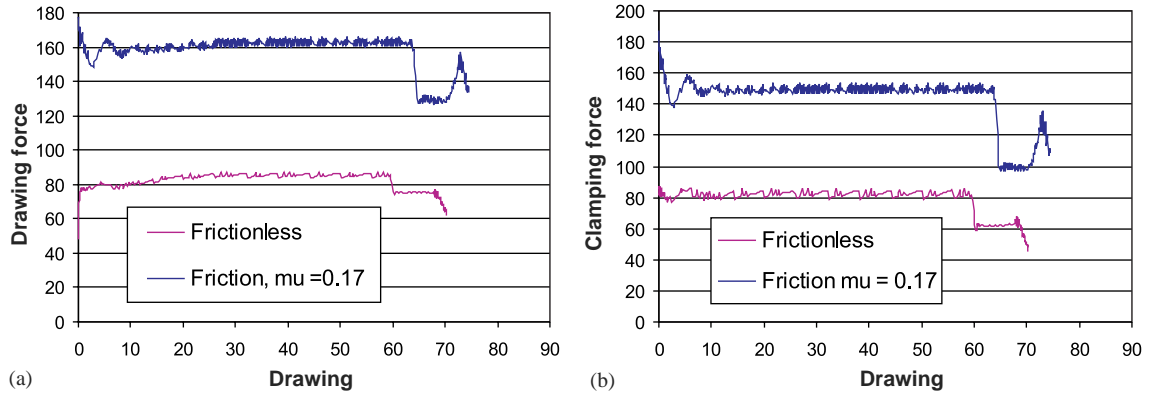 180
160
140
120
100
80
60
40
20
0
Drawing force
Frictionless
Friction, mu =0.17
0 10 20 30 40 50 60 70 80 90
(a)
Drawing
200
180
160
140
120
100
80
60
40
20
0
Clamping force
Frictionless
Friction mu = 0.17
0 10 20 30 40 50 60 70 80 90
(b)
Drawing